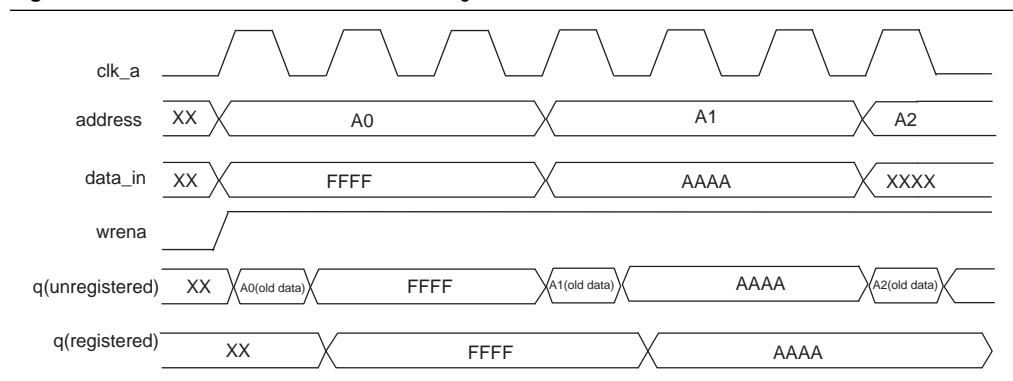 clk_a
address XX A0 A1 A2
data_in XX FFFF AAAA XXXX
wrena
q(unregistered) XX A0(old data) FFFF A1(old data) AAAA A2(old data)
q(registered) XX FFFF AAAA